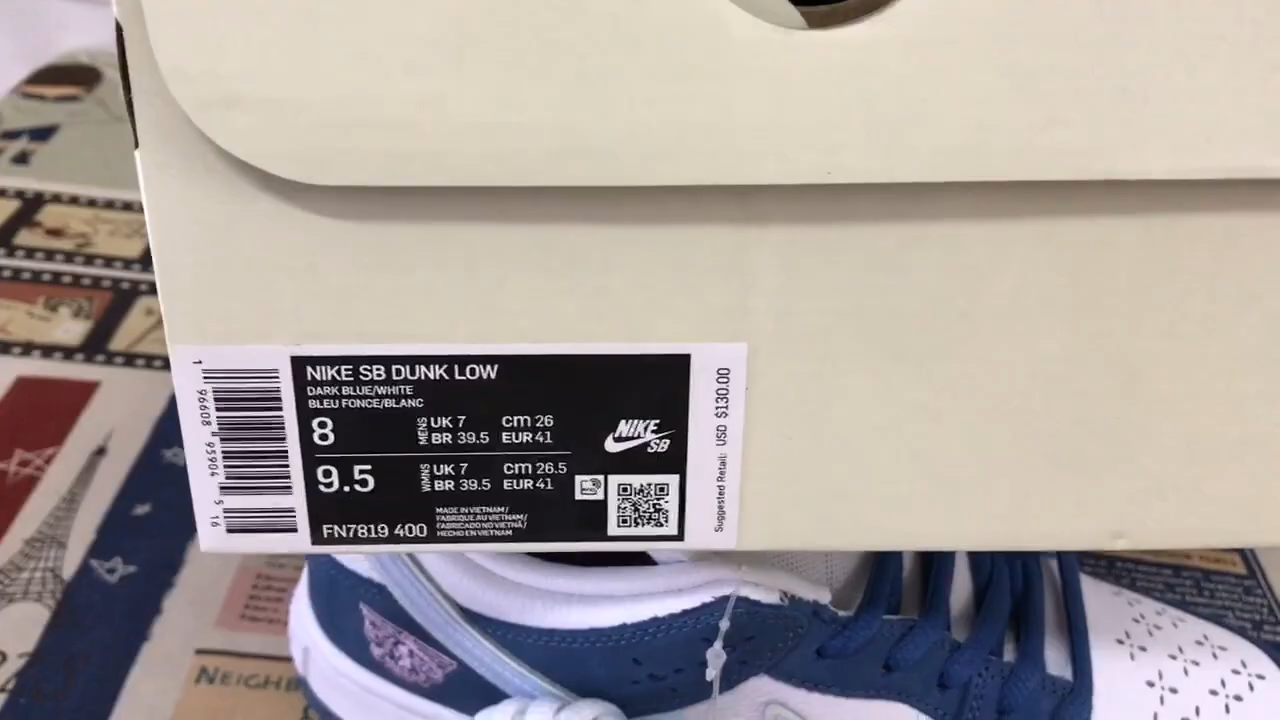 NIKE SB DUNK LOW
DARK BLUE/WHITE
BLEU FONCE/BLANC
8
MENS
UK 7 cm 26
BR 39.5 EUR 41
9.5
WMNS
UK 7 cm 26.5
BR 39.5 EUR 41
FN7819 400
MADE IN VIETNAM/
FABRIQUE AU VIETNAM/
FABRICADO NO VIETNÃ/
HECHO EN VIETNAM
NIKE
SB
1 96608 95904 5 16
Suggested Retail: USD $130.00